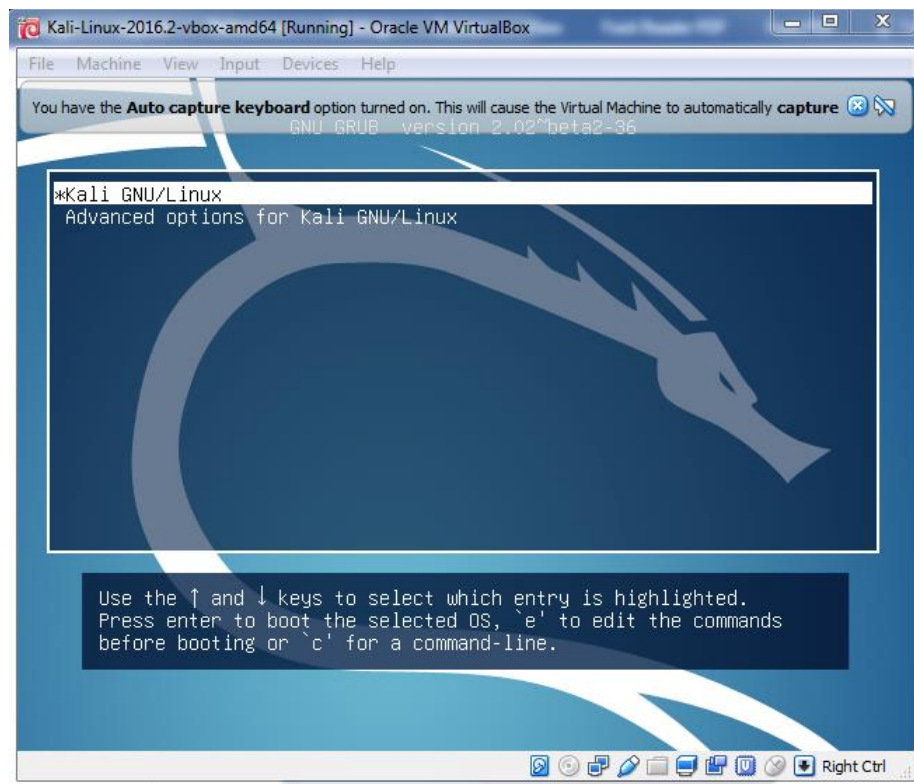 Kali-Linux-2016.2-vbox-amd64 [Running] - Oracle VM VirtualBox
File Machine View Input Devices Help
You have the Auto capture keyboard option turned on. This will cause the Virtual Machine to automatically capture
GNU GRUB version 2.02~beta2-36
*Kali GNU/Linux
Advanced options for Kali GNU/Linux
Use the ↑ and ↓ keys to select which entry is highlighted.
Press enter to boot the selected OS, `e' to edit the commands
before booting or `c' for a command-line.
Right Ctrl